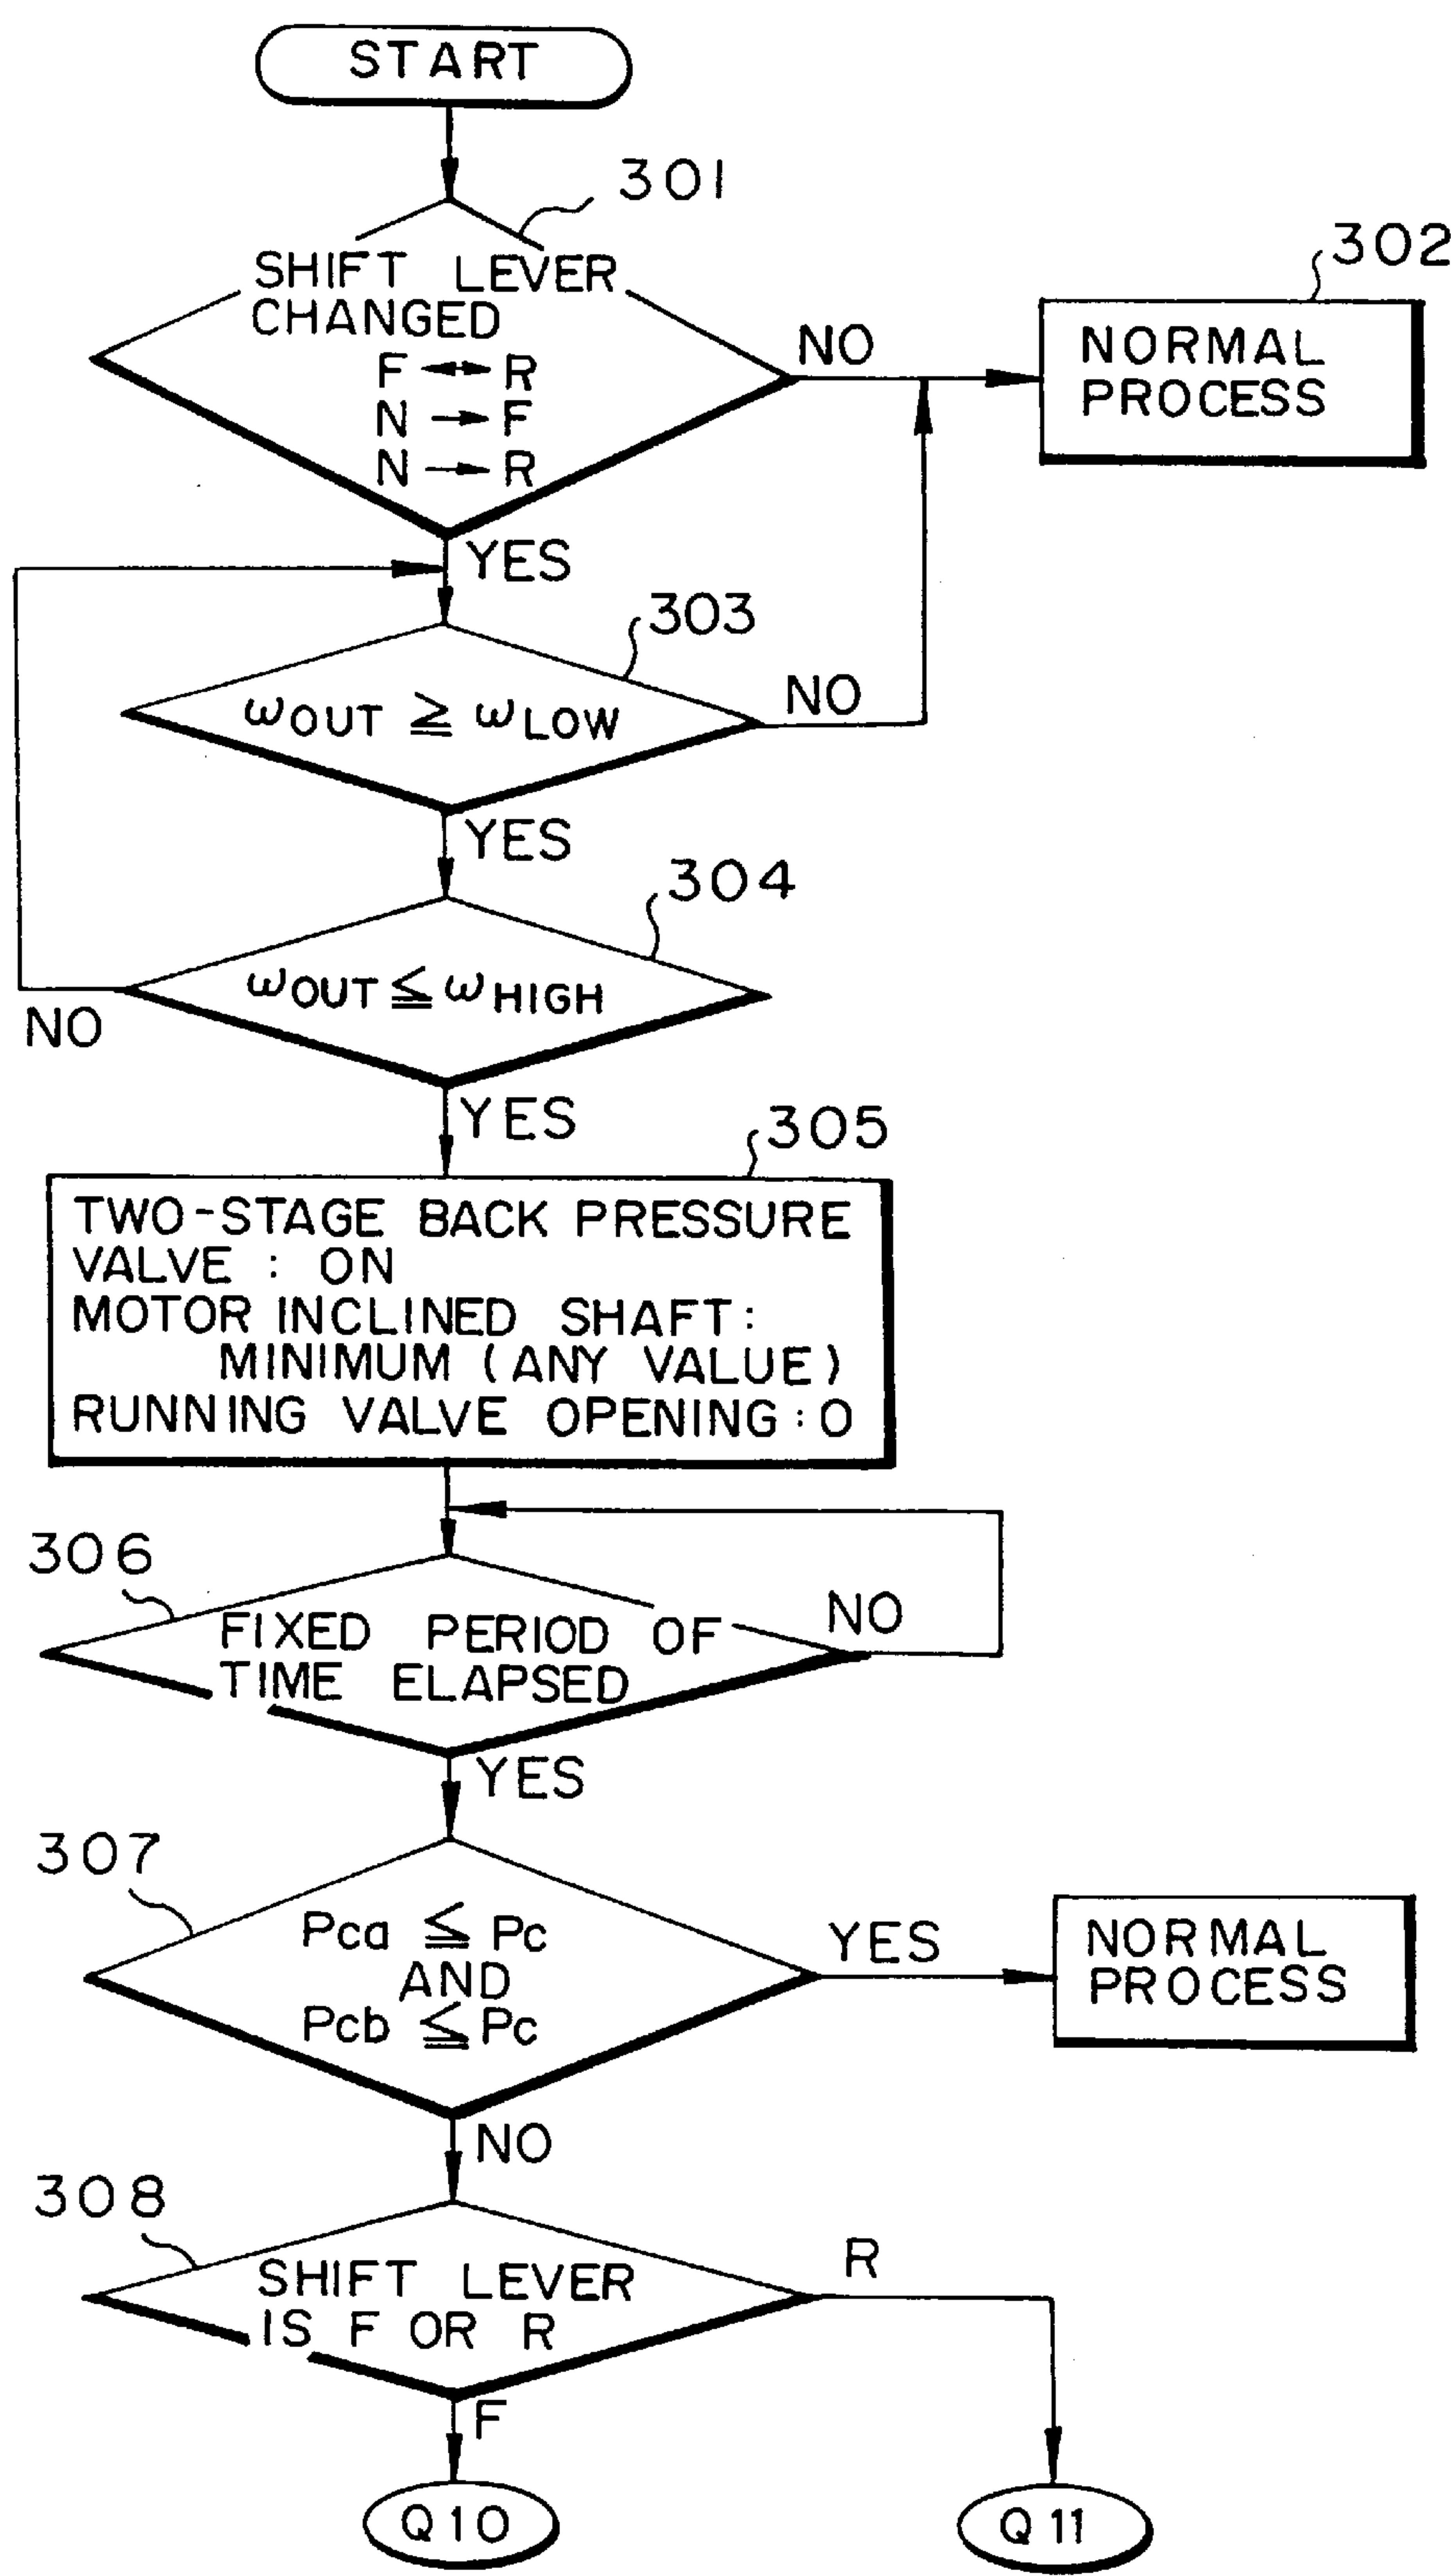 START
301
SHIFT LEVER
CHANGED
F ↔ R
N → F
N → R
NO
302
NORMAL
PROCESS
YES
303
ωOUT ≧ ωLOW
NO
YES
304
ωOUT ≦ ωHIGH
NO
YES
305
TWO-STAGE BACK PRESSURE
VALVE : ON
MOTOR INCLINED SHAFT:
MINIMUM (ANY VALUE)
RUNNING VALVE OPENING : 0
306
FIXED PERIOD OF
TIME ELAPSED
NO
YES
307
Pca ≦ Pc
AND
Pcb ≦ Pc
YES
NORMAL
PROCESS
NO
308
SHIFT LEVER
IS F OR R
R
F
Q10
Q11